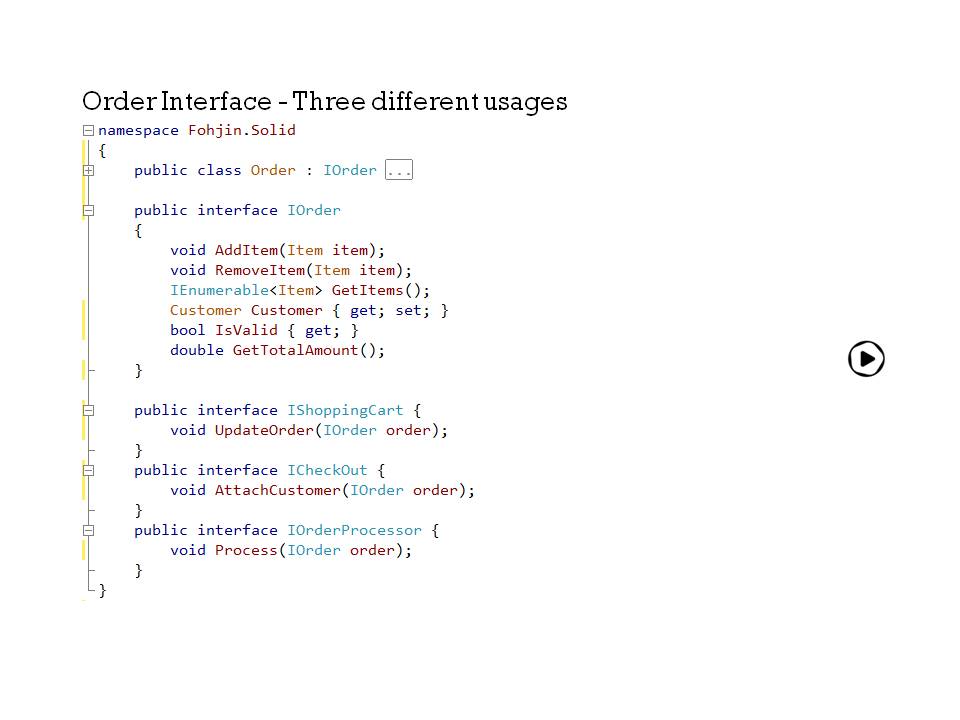 Order Interface - Three different usages
namespace Fohjin.Solid
{
    public class Order : IOrder ...
    public interface IOrder
    {
        void AddItem(Item item);
        void RemoveItem(Item item);
        IEnumerable<Item> GetItems();
        Customer Customer { get; set; }
        bool IsValid { get; }
        double GetTotalAmount();
    }
    public interface IShoppingCart {
        void UpdateOrder(IOrder order);
    }
    public interface ICheckOut {
        void AttachCustomer(IOrder order);
    }
    public interface IOrderProcessor {
        void Process(IOrder order);
    }
}